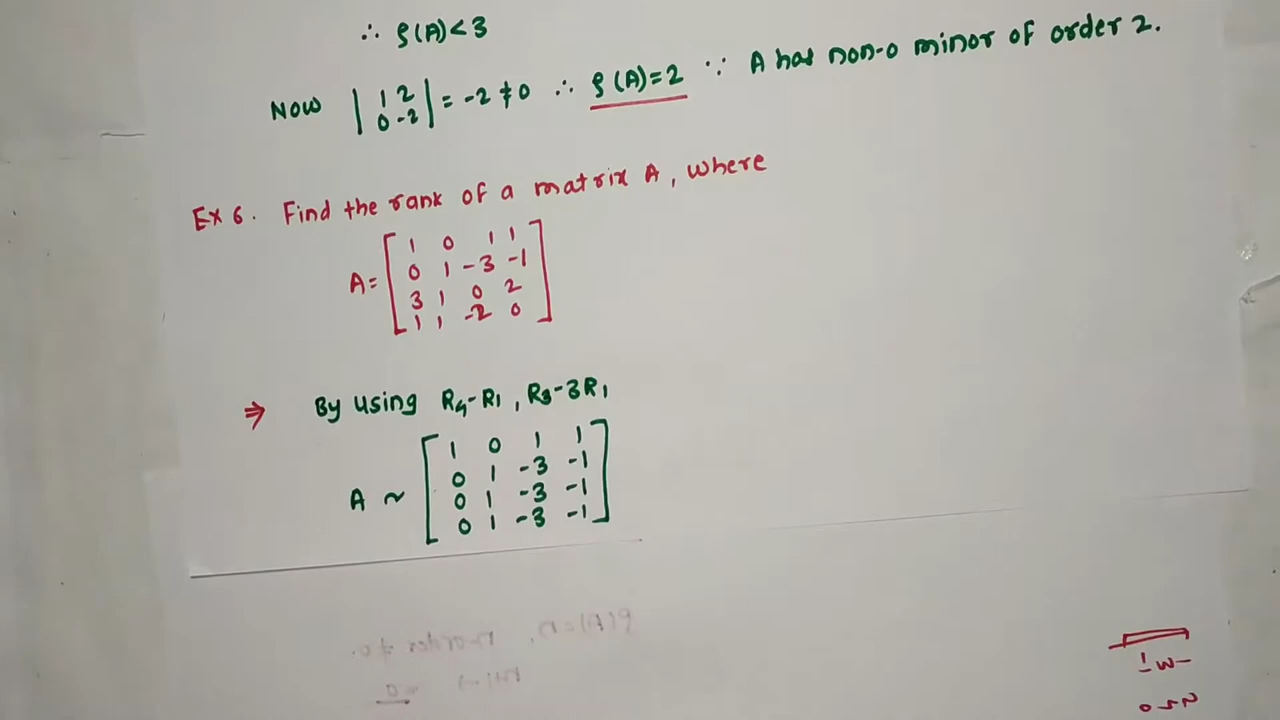 ∴ ρ(A)<3
Now | 1 2 | = -2 ≠ 0 ∴ ρ(A)=2 ∵ A has non-0 minor of order 2.
| 0 -2 |
Ex 6. Find the rank of a matrix A, where
A= [ 1 0 1 1 ]
[ 0 1 -3 -1 ]
[ 3 1 0 2 ]
[ 1 1 -2 0 ]
⇒ By using R4-R1, R3-3R1
A ~ [ 1 0 1 1 ]
[ 0 1 -3 -1 ]
[ 0 1 -3 -1 ]
[ 0 1 -3 -1 ]